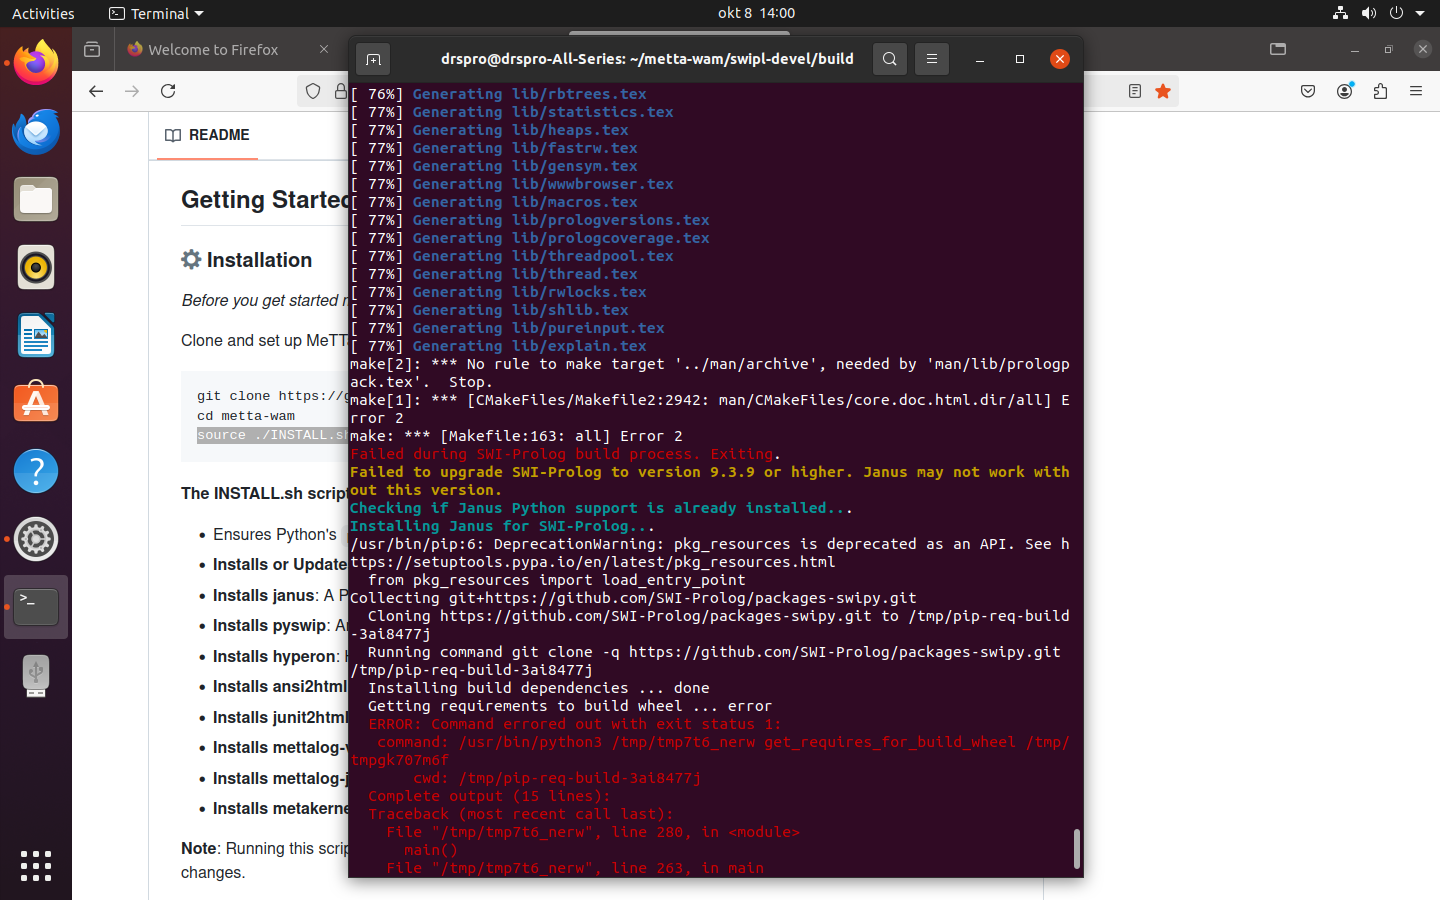 Activities
Terminal
okt 8 14:00
Welcome to Firefox
drspro@drspro-All-Series: ~/metta-wam/swipl-devel/build
README
Getting Started
Installation
Before you get started
Clone and set up
git clone
cd metta-wam
source ./INSTALL.sh
The INSTALL.sh script
Ensures Python's
Installs or Update
Installs janus: A
Installs pyswip:
Installs hyperon:
Installs ansi2html
Installs junit2html
Installs
Installs
Installs
Note: Running this
changes.
[ 76%] Generating lib/rbtrees.tex
[ 77%] Generating lib/statistics.tex
[ 77%] Generating lib/heaps.tex
[ 77%] Generating lib/fastrw.tex
[ 77%] Generating lib/gensym.tex
[ 77%] Generating lib/wwwbrowser.tex
[ 77%] Generating lib/macros.tex
[ 77%] Generating lib/prologversions.tex
[ 77%] Generating lib/prologcoverage.tex
[ 77%] Generating lib/threadpool.tex
[ 77%] Generating lib/thread.tex
[ 77%] Generating lib/rwlocks.tex
[ 77%] Generating lib/shlib.tex
[ 77%] Generating lib/pureinput.tex
[ 77%] Generating lib/explain.tex
make[2]: *** No rule to make target '../man/archive', needed by 'man/lib/prologp
ack.tex'.  Stop.
make[1]: *** [CMakeFiles/Makefile2:2942: man/CMakeFiles/core.doc.html.dir/all] E
rror 2
make: *** [Makefile:163: all] Error 2
Failed during SWI-Prolog build process. Exiting.
Failed to upgrade SWI-Prolog to version 9.3.9 or higher. Janus may not work with
out this version.
Checking if Janus Python support is already installed...
Installing Janus for SWI-Prolog...
/usr/bin/pip:6: DeprecationWarning: pkg_resources is deprecated as an API. See h
ttps://setuptools.pypa.io/en/latest/pkg_resources.html
from pkg_resources import load_entry_point
Collecting git+https://github.com/SWI-Prolog/packages-swipy.git
Cloning https://github.com/SWI-Prolog/packages-swipy.git to /tmp/pip-req-build
-3ai8477j
Running command git clone -q https://github.com/SWI-Prolog/packages-swipy.git
/tmp/pip-req-build-3ai8477j
Installing build dependencies ... done
Getting requirements to build wheel ... error
ERROR: Command errored out with exit status 1:
command: /usr/bin/python3 /tmp/tmp7t6_nerw get_requires_for_build_wheel /tmp/
tmpgk707m6f
cwd: /tmp/pip-req-build-3ai8477j
Complete output (15 lines):
Traceback (most recent call last):
File "/tmp/tmp7t6_nerw", line 280, in <module>
main()
File "/tmp/tmp7t6_nerw", line 263, in main